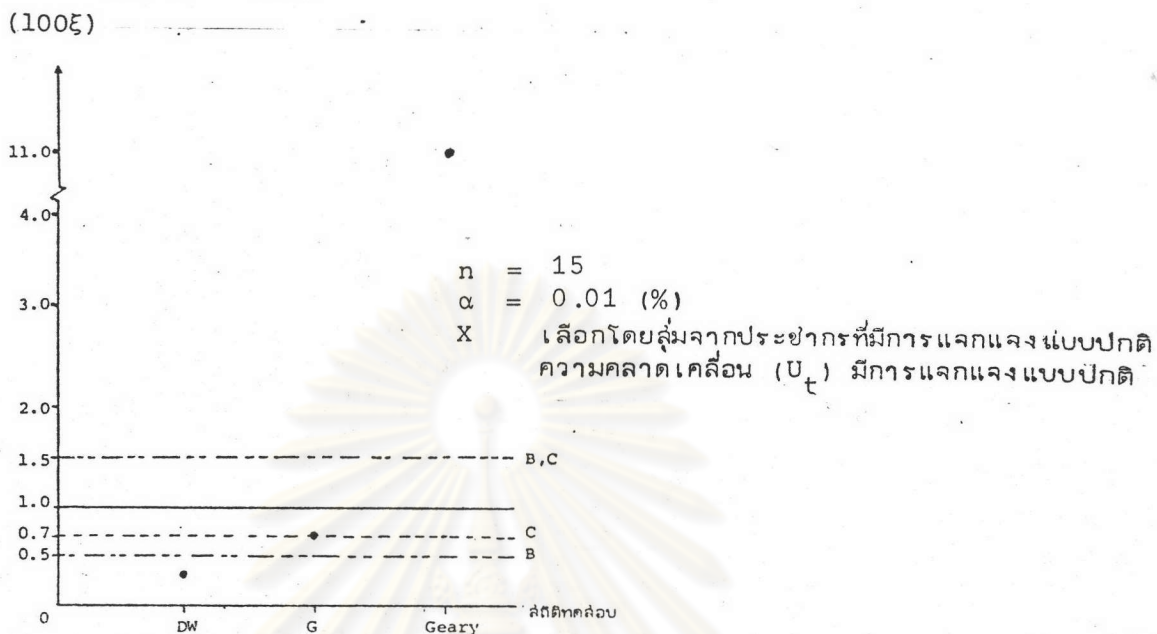 (100ξ)
11.0
4.0
3.0
2.0
1.5
1.0
0.7
0.5
0
n = 15
α = 0.01 (%)
X เลือกโดยสุ่มจากประชากรที่มีการแจกแจงแบบปกติ
ความคลาดเคลื่อน (U_t) มีการแจกแจงแบบปกติ
B,C
C
B
DW G Geary
สถิติทดสอบ